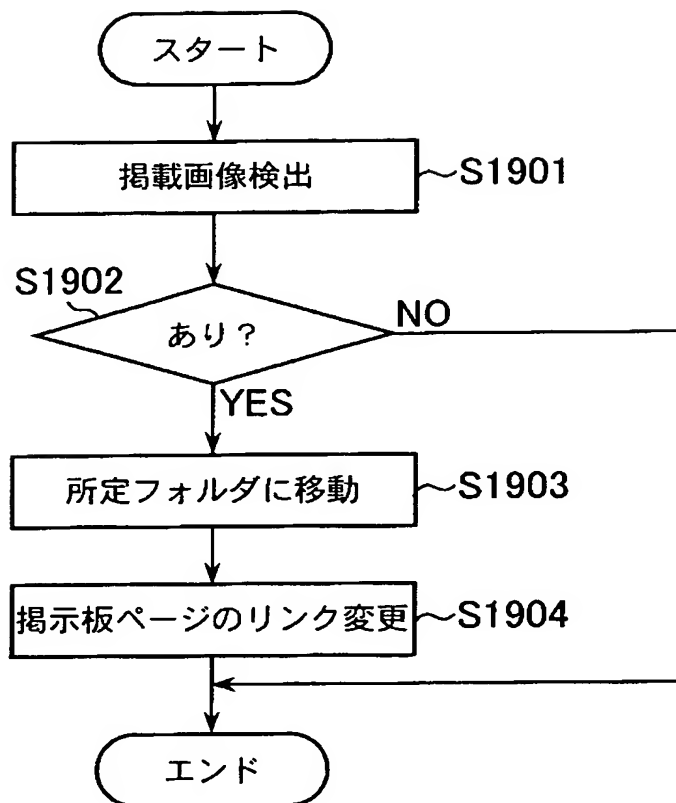 スタート
掲載画像検出
S1901
S1902
あり?
NO
YES
所定フォルダに移動
S1903
掲示板ページのリンク変更
S1904
エンド